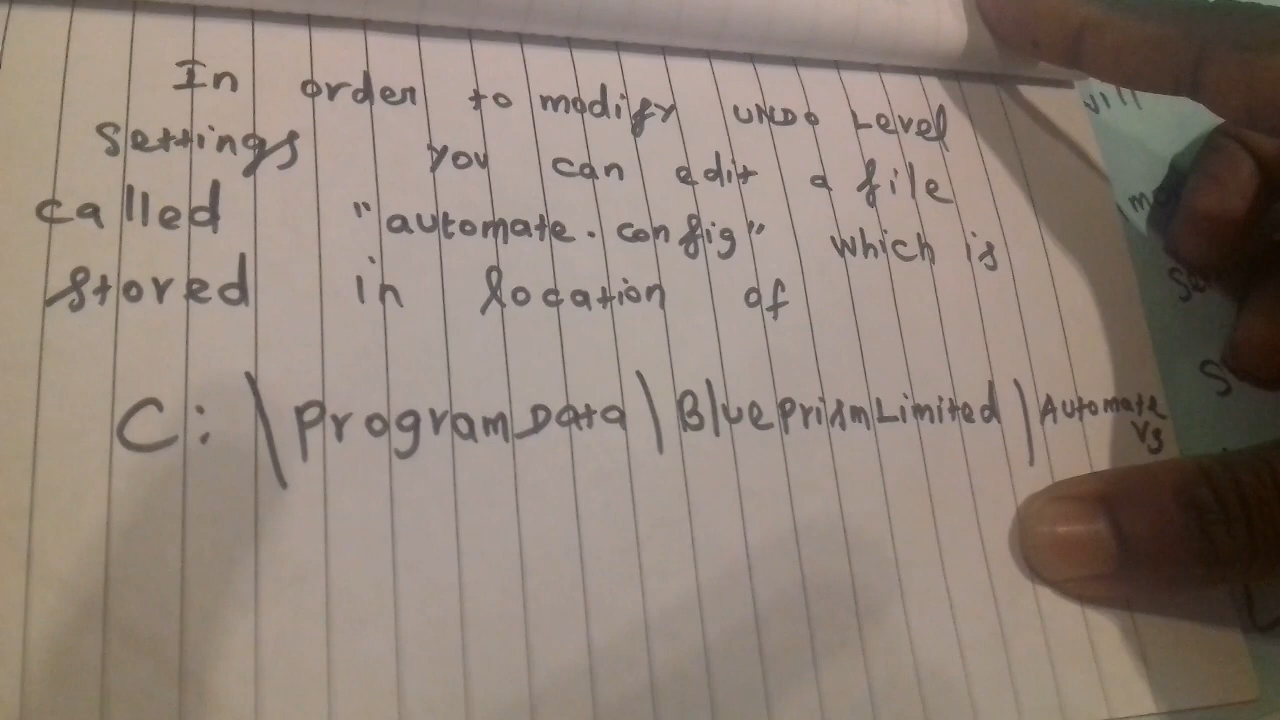 In order to modify UNDO Level
Settings you can edit a file
called "automate.config" which is
stored in location of
C:\ProgramData\BluePrismLimited\Automate
V3
vill